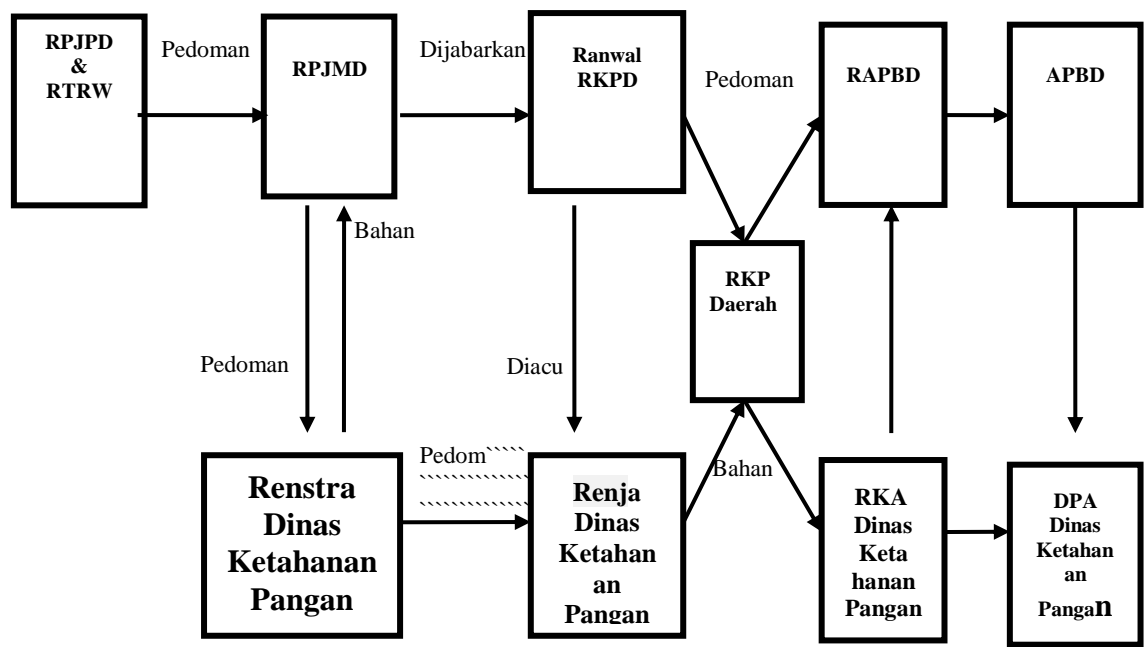 RPJPD
&
RTRW
Pedoman
RPJMD
Dijabarkan
Ranwal
RKPD
Pedoman
RAPBD
APBD
Bahan
RKP
Daerah
Pedoman
Diacu
Renstra
Dinas
Ketahanan
Pangan
Pedom`````
``````````````
``````````````
Renja
Dinas
Ketahan
an
Pangan
Bahan
RKA
Dinas
Keta
hanan
Pangan
DPA
Dinas
Ketahan
an
Pangan